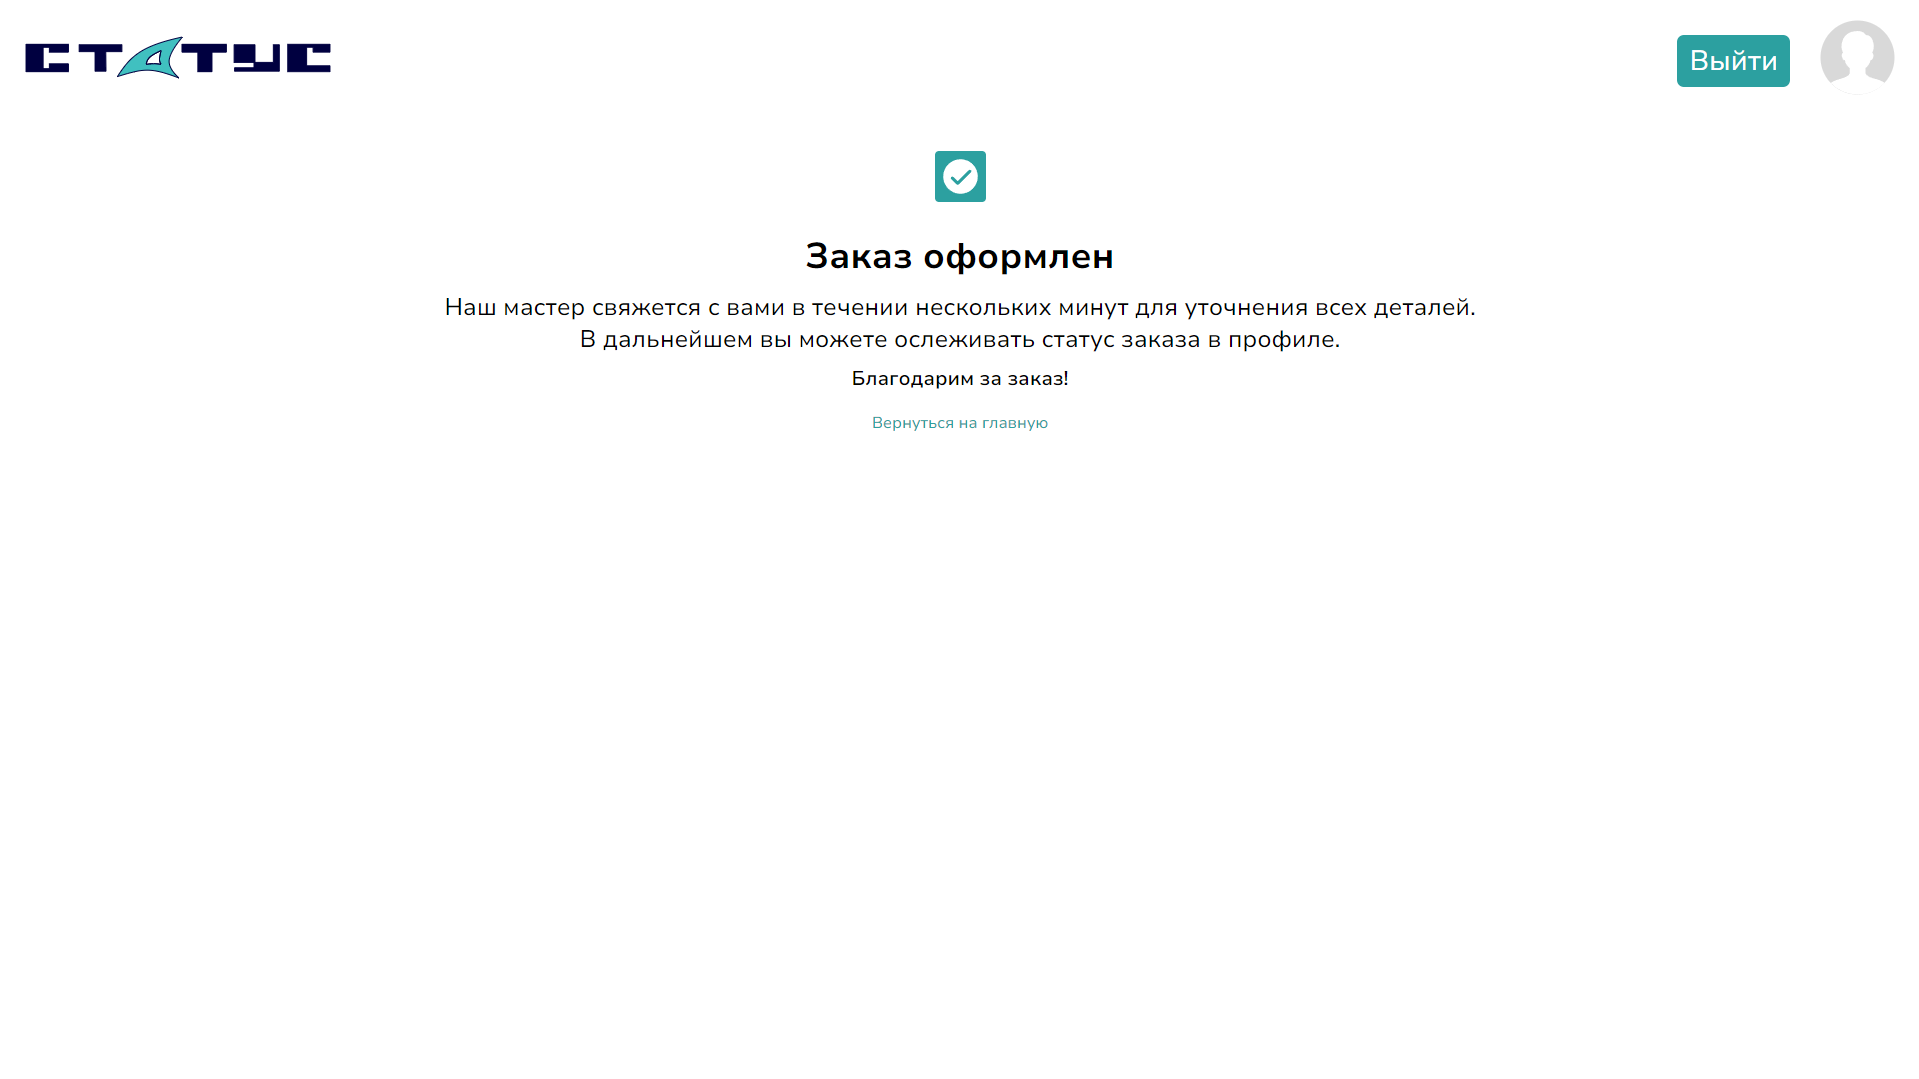 СТАТУС
Выйти
Заказ оформлен
Наш мастер свяжется с вами в течении нескольких минут для уточнения всех деталей.
В дальнейшем вы можете ослеживать статус заказа в профиле.
Благодарим за заказ!
Вернуться на главную